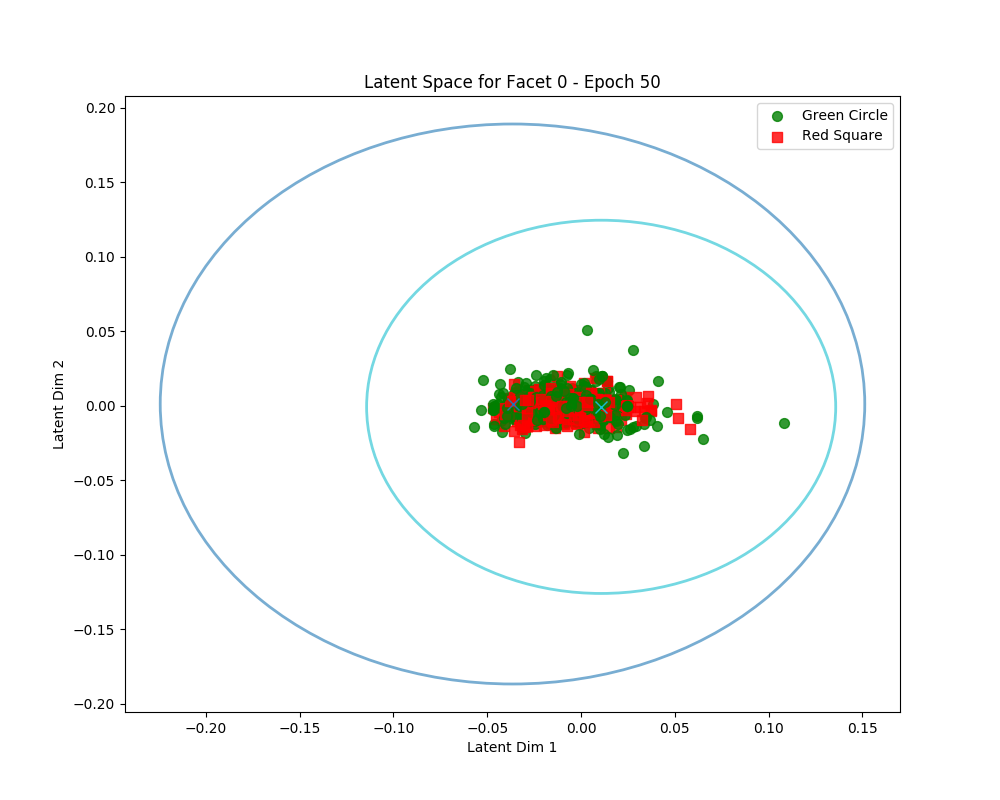 Latent Space for Facet 0 - Epoch 50
Green Circle
Red Square
0.20
0.15
0.10
0.05
0.00
−0.05
−0.10
−0.15
−0.20
Latent Dim 2
−0.20 −0.15 −0.10 −0.05 0.00 0.05 0.10 0.15
Latent Dim 1